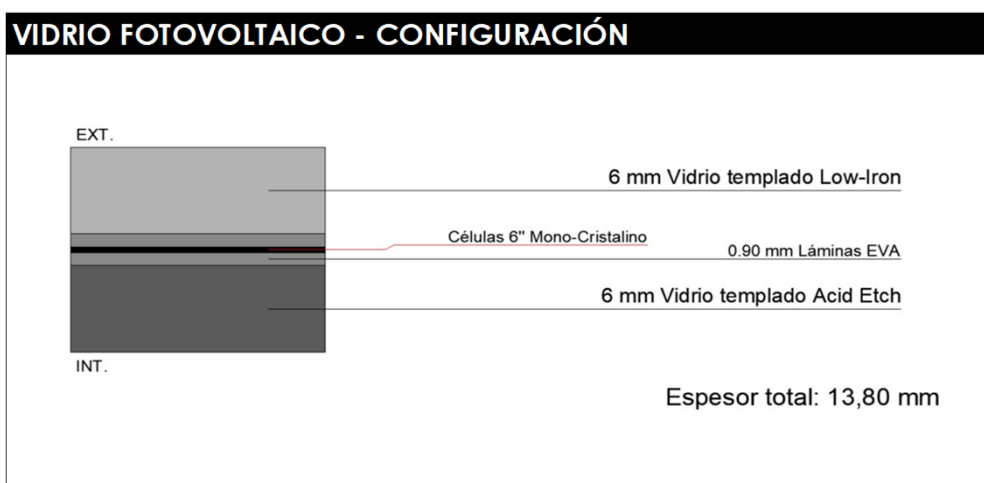 VIDRIO FOTOVOLTAICO - CONFIGURACIÓN
EXT.
6 mm Vidrio templado Low-Iron
Células 6" Mono-Cristalino
0.90 mm Láminas EVA
6 mm Vidrio templado Acid Etch
INT.
Espesor total: 13,80 mm